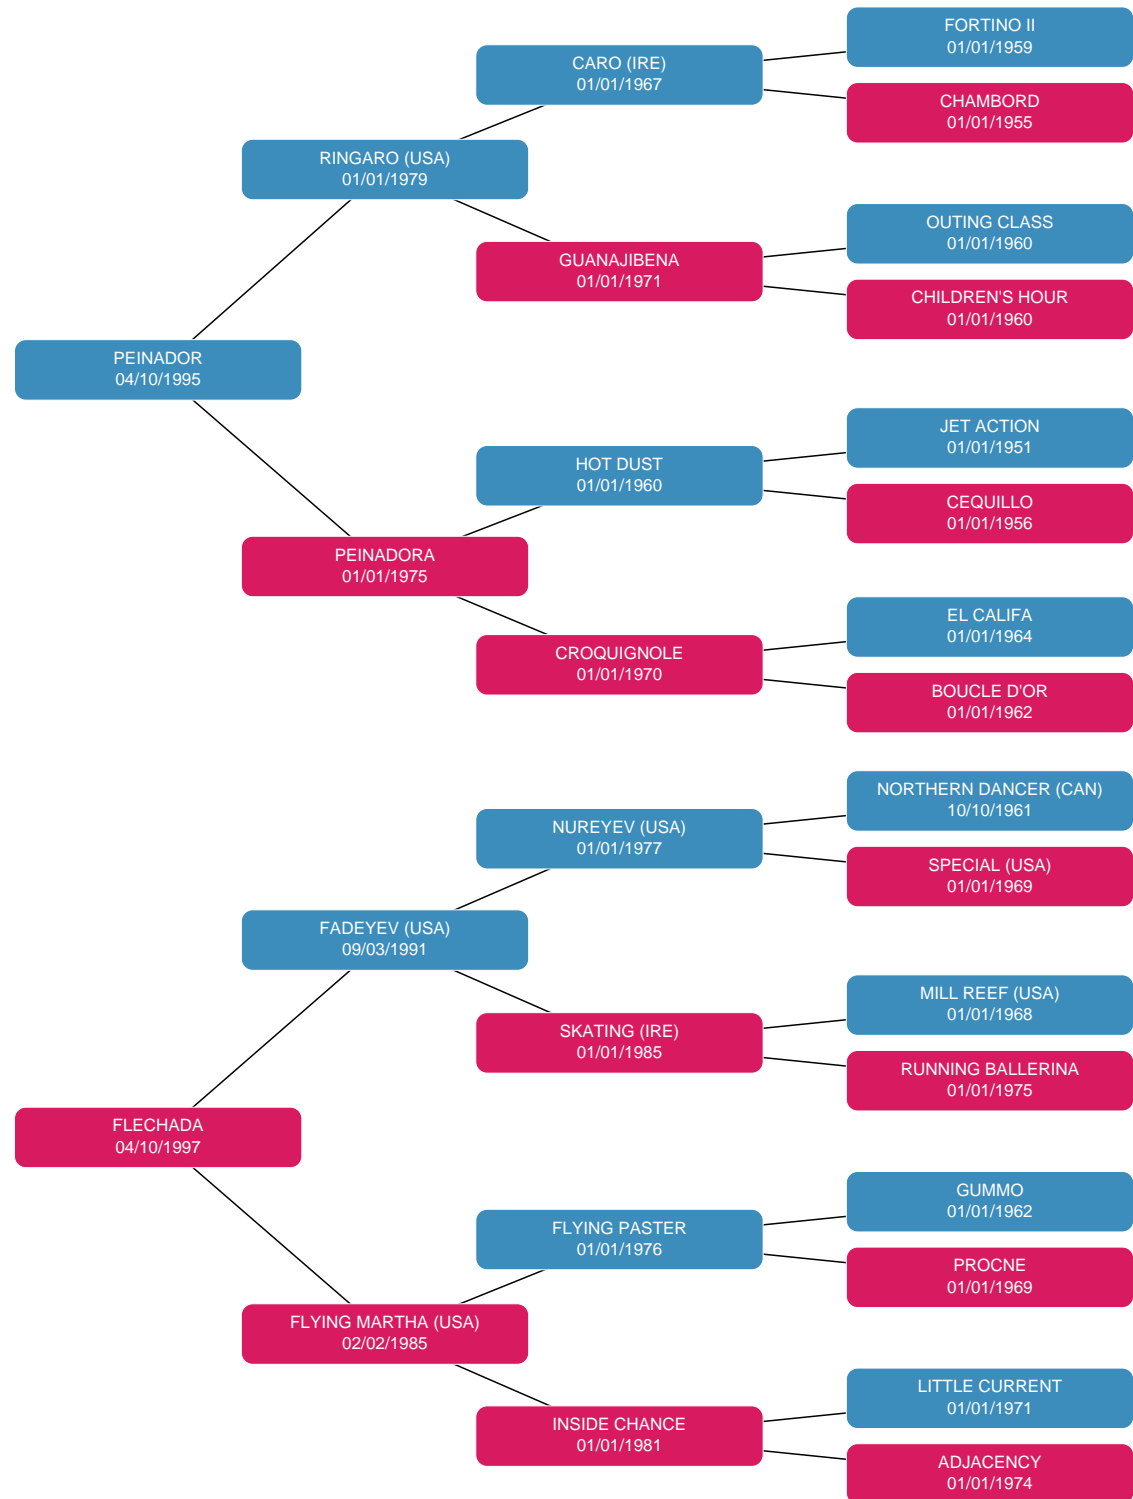 FORTINO II
01/01/1959
CARO (IRE)
01/01/1967
CHAMBORD
01/01/1955
RINGARO (USA)
01/01/1979
OUTING CLASS
01/01/1960
GUANAJIBENA
01/01/1971
CHILDREN'S HOUR
01/01/1960
PEINADOR
04/10/1995
JET ACTION
01/01/1951
HOT DUST
01/01/1960
CEQUILLO
01/01/1956
PEINADORA
01/01/1975
EL CALIFA
01/01/1964
CROQUIGNOLE
01/01/1970
BOUCLE D'OR
01/01/1962
NORTHERN DANCER (CAN)
10/10/1961
NUREYEV (USA)
01/01/1977
SPECIAL (USA)
01/01/1969
FADEYEV (USA)
09/03/1991
MILL REEF (USA)
01/01/1968
SKATING (IRE)
01/01/1985
RUNNING BALLERINA
01/01/1975
FLECHADA
04/10/1997
GUMMO
01/01/1962
FLYING PASTER
01/01/1976
PROCNE
01/01/1969
FLYING MARTHA (USA)
02/02/1985
LITTLE CURRENT
01/01/1971
INSIDE CHANCE
01/01/1981
ADJACENCY
01/01/1974